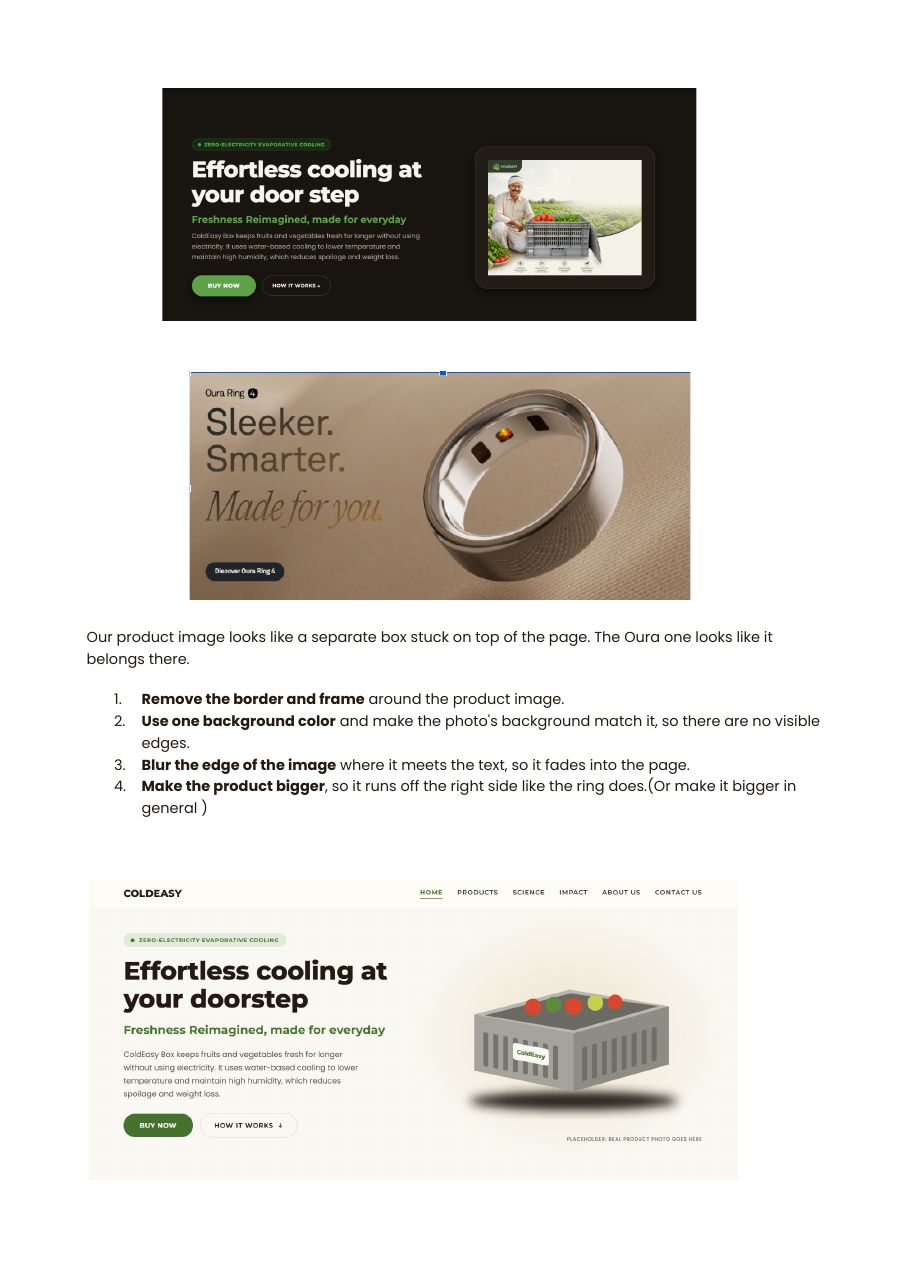 ZERO-ELECTRICITY EVAPORATIVE COOLING
Effortless cooling at
your door step
Freshness Reimagined, made for everyday
ColdEasy Box keeps fruits and vegetables fresh for longer without using
electricity. It uses water-based cooling to lower temperature and
maintain high humidity, which reduces spoilage and weight loss.
BUY NOW
HOW IT WORKS
COLDEASY
Oura Ring 4
Sleeker.
Smarter.
Made for you.
Discover Oura Ring 4
Our product image looks like a separate box stuck on top of the page. The Oura one looks like it
belongs there.
1. Remove the border and frame around the product image.
2. Use one background color and make the photo's background match it, so there are no visible
edges.
3. Blur the edge of the image where it meets the text, so it fades into the page.
4. Make the product bigger, so it runs off the right side like the ring does.(Or make it bigger in
general )
COLDEASY
HOME PRODUCTS SCIENCE IMPACT ABOUT US CONTACT US
ZERO-ELECTRICITY EVAPORATIVE COOLING
Effortless cooling at
your doorstep
Freshness Reimagined, made for everyday
ColdEasy Box keeps fruits and vegetables fresh for longer
without using electricity. It uses water-based cooling to lower
temperature and maintain high humidity, which reduces
spoilage and weight loss.
BUY NOW
HOW IT WORKS ↓
ColdEasy
PLACEHOLDER: REAL PRODUCT PHOTO GOES HERE